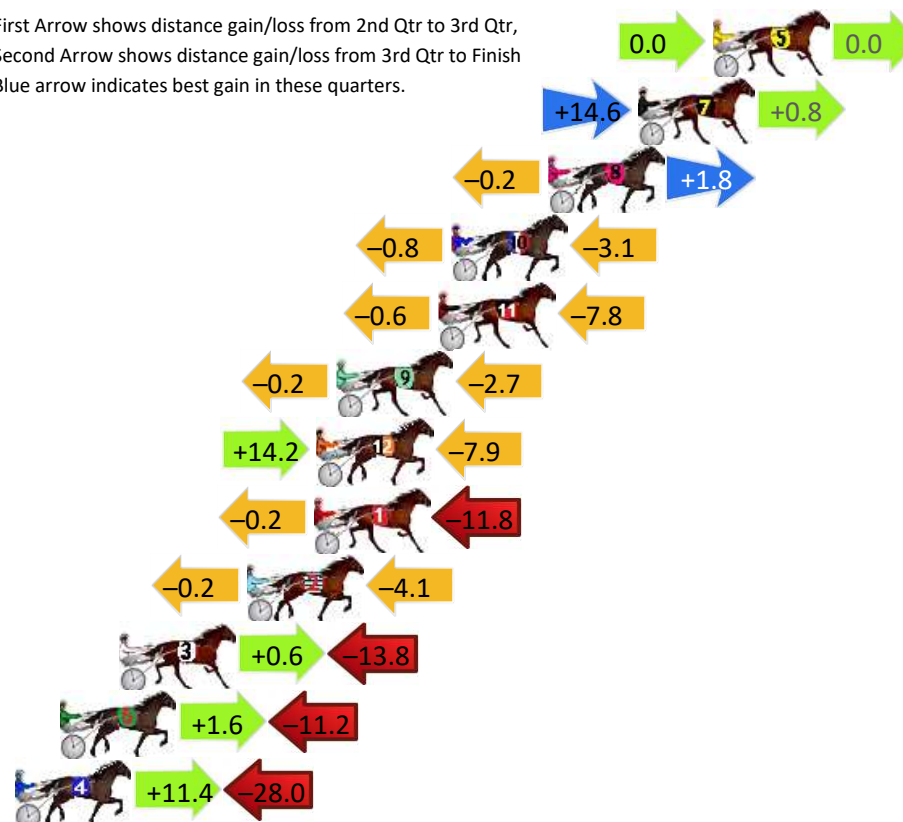 First Arrow shows distance gain/loss from 2nd Qtr to 3rd Qtr,
Second Arrow shows distance gain/loss from 3rd Qtr to Finish
Blue arrow indicates best gain in these quarters.
0.0 5 0.0
+14.6 7 +0.8
–0.2 8 +1.8
–0.8 10 –3.1
–0.6 11 –7.8
–0.2 9 –2.7
+14.2 12 –7.9
–0.2 1 –11.8
–0.2 2 –4.1
3 +0.6 –13.8
6 +1.6 –11.2
4 +11.4 –28.0